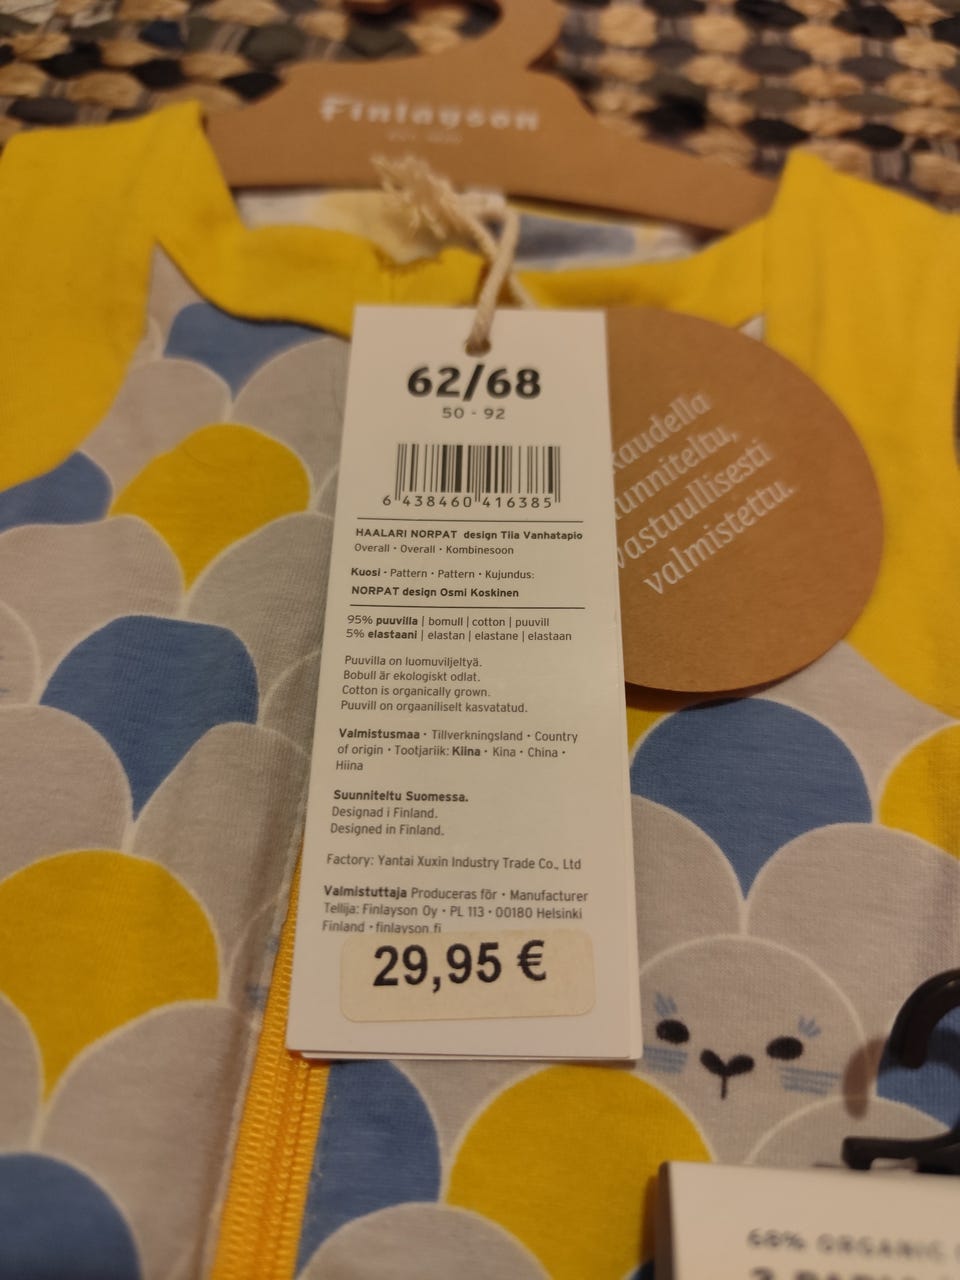 Finlayson
62/68
50 - 92
6 438460 416385
HAALARI NORPAT design Tiia Vanhatapio
Overall • Overall • Kombinesoon
Kuosi • Pattern • Pattern • Kujundus:
NORPAT design Osmi Koskinen
95% puuvilla | bomull | cotton | puuvill
5% elastaani | elastan | elastane | elastaan
Puuvilla on luomuviljeltyä.
Bobull är ekologiskt odlat.
Cotton is organically grown.
Puuvill on orgaaniliselt kasvatatud.
Valmistusmaa • Tillverkningsland • Country
of origin • Tootjariik: Kiina • Kina • China •
Hiina
Suunniteltu Suomessa.
Designad i Finland.
Designed in Finland.
Factory: Yantai Xuxin Industry Trade Co., Ltd
Valmistuttaja Produceras för • Manufacturer
Tellija: Finlayson Oy • PL 113 • 00180 Helsinki
Finland • finlayson.fi
29,95 €
kaudella
unniteltu,
vastuullisesti
valmistettu.
68% ORGANIC